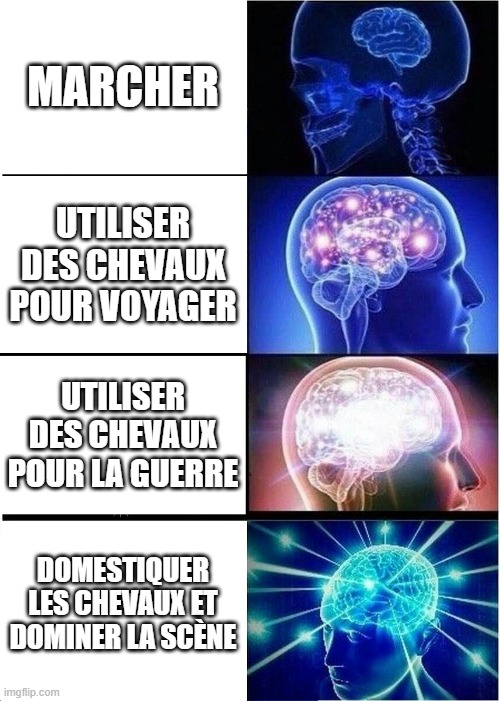 MARCHER
UTILISER
DES CHEVAUX
POUR VOYAGER
UTILISER
DES CHEVAUX
POUR LA GUERRE
DOMESTIQUER
LES CHEVAUX ET
DOMINER LA SCÈNE
imgflip.com